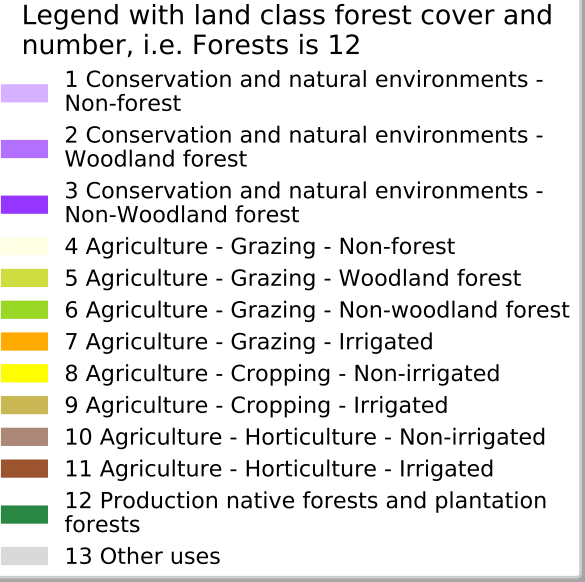 Legend with land class forest cover and
number, i.e. Forests is 12
1 Conservation and natural environments -
Non-forest
2 Conservation and natural environments -
Woodland forest
3 Conservation and natural environments -
Non-Woodland forest
4 Agriculture - Grazing - Non-forest
5 Agriculture - Grazing - Woodland forest
6 Agriculture - Grazing - Non-woodland forest
7 Agriculture - Grazing - Irrigated
8 Agriculture - Cropping - Non-irrigated
9 Agriculture - Cropping - Irrigated
10 Agriculture - Horticulture - Non-irrigated
11 Agriculture - Horticulture - Irrigated
12 Production native forests and plantation
forests
13 Other uses